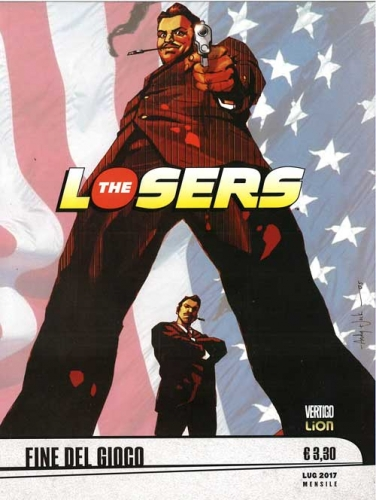 THE LOSERS
VERTIGO
LION
FINE DEL GIOCO
€ 3,30
LUG 2017
MENSILE